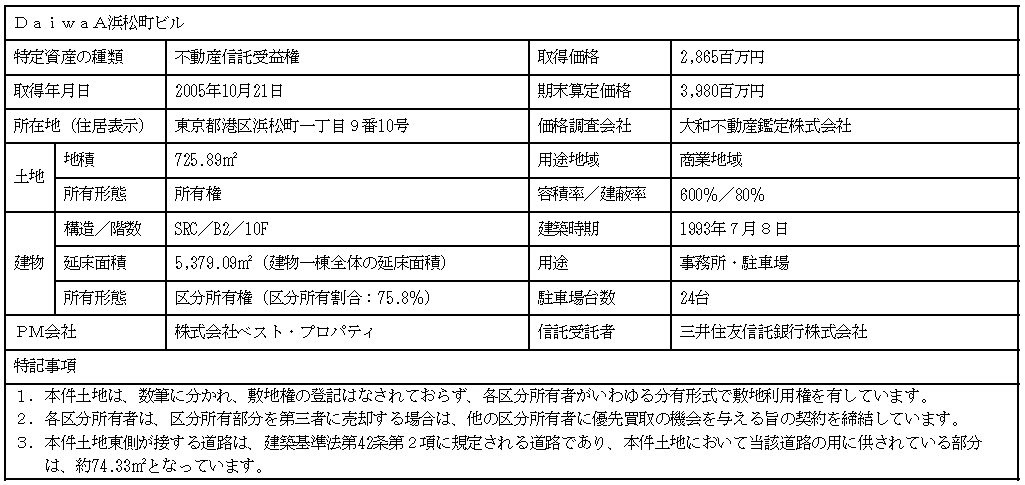 ＤａｉｗａＡ浜松町ビル
特定資産の種類 不動産信託受益権 取得価格 2,865百万円
取得年月日 2005年10月21日 期末算定価格 3,980百万円
所在地（住居表示） 東京都港区浜松町一丁目９番10号 価格調査会社 大和不動産鑑定株式会社
土地 地積 725.89㎡ 用途地域 商業地域
所有形態 所有権 容積率／建蔽率 600%／80%
建物 構造／階数 SRC／B2／10F 建築時期 1993年７月８日
延床面積 5,379.09㎡（建物一棟全体の延床面積） 用途 事務所・駐車場
所有形態 区分所有権（区分所有割合：75.8%） 駐車場台数 24台
ＰＭ会社 株式会社ベスト・プロパティ 信託受託者 三井住友信託銀行株式会社
特記事項
１．本件土地は、数筆に分かれ、敷地権の登記はなされておらず、各区分所有者がいわゆる分有形式で敷地利用権を有しています。
２．各区分所有者は、区分所有部分を第三者に売却する場合は、他の区分所有者に優先買取の機会を与える旨の契約を締結しています。
３．本件土地東側が接する道路は、建築基準法第42条第２項に規定される道路であり、本件土地において当該道路の用に供されている部分
は、約74.33㎡となっています。